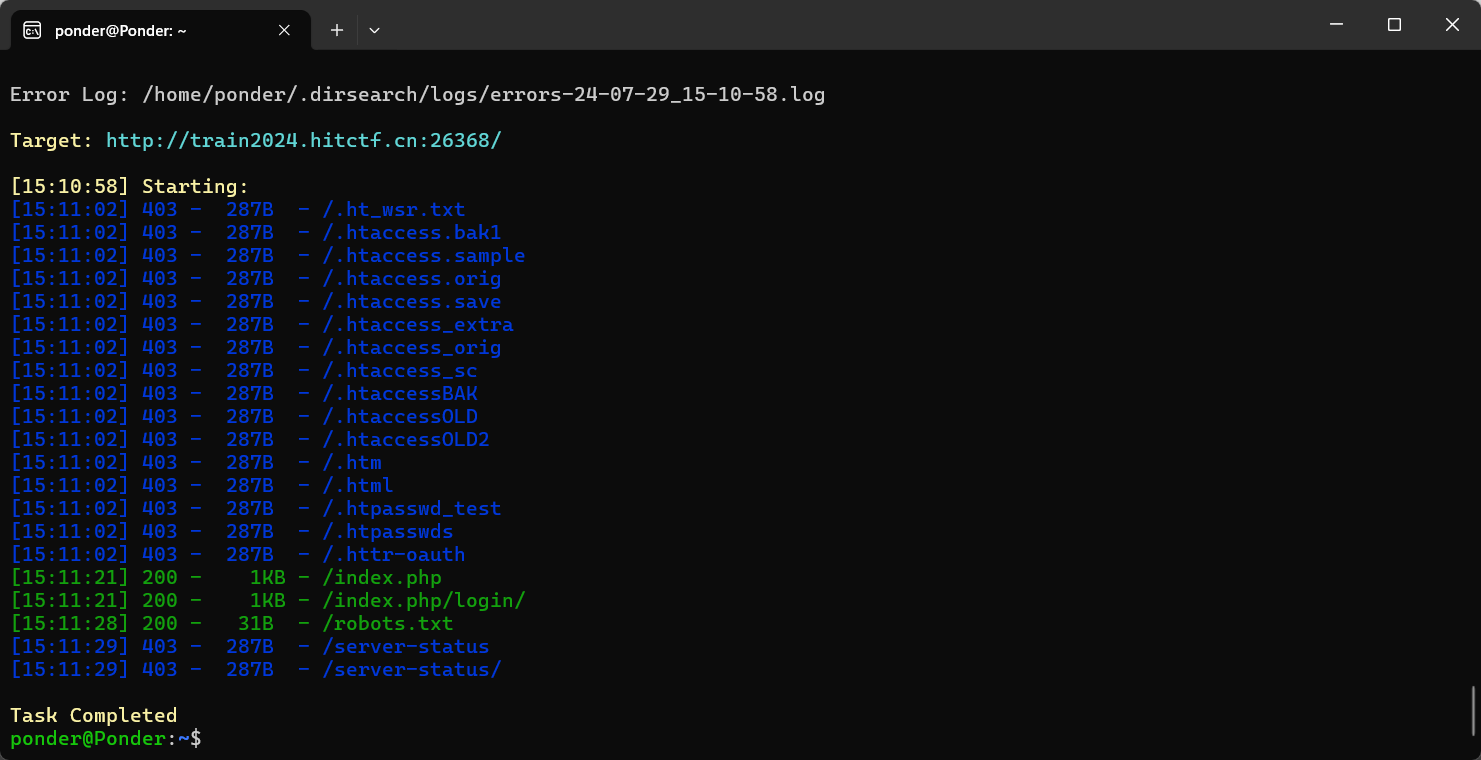 ponder@Ponder: ~
Error Log: /home/ponder/.dirsearch/logs/errors-24-07-29_15-10-58.log
Target: http://train2024.hitctf.cn:26368/
[15:10:58] Starting:
[15:11:02] 403 -  287B  - /.ht_wsr.txt
[15:11:02] 403 -  287B  - /.htaccess.bak1
[15:11:02] 403 -  287B  - /.htaccess.sample
[15:11:02] 403 -  287B  - /.htaccess.orig
[15:11:02] 403 -  287B  - /.htaccess.save
[15:11:02] 403 -  287B  - /.htaccess_extra
[15:11:02] 403 -  287B  - /.htaccess_orig
[15:11:02] 403 -  287B  - /.htaccess_sc
[15:11:02] 403 -  287B  - /.htaccessBAK
[15:11:02] 403 -  287B  - /.htaccessOLD
[15:11:02] 403 -  287B  - /.htaccessOLD2
[15:11:02] 403 -  287B  - /.htm
[15:11:02] 403 -  287B  - /.html
[15:11:02] 403 -  287B  - /.htpasswd_test
[15:11:02] 403 -  287B  - /.htpasswds
[15:11:02] 403 -  287B  - /.httr-oauth
[15:11:21] 200 -    1KB - /index.php
[15:11:21] 200 -    1KB - /index.php/login/
[15:11:28] 200 -   31B  - /robots.txt
[15:11:29] 403 -  287B  - /server-status
[15:11:29] 403 -  287B  - /server-status/
Task Completed
ponder@Ponder:~$